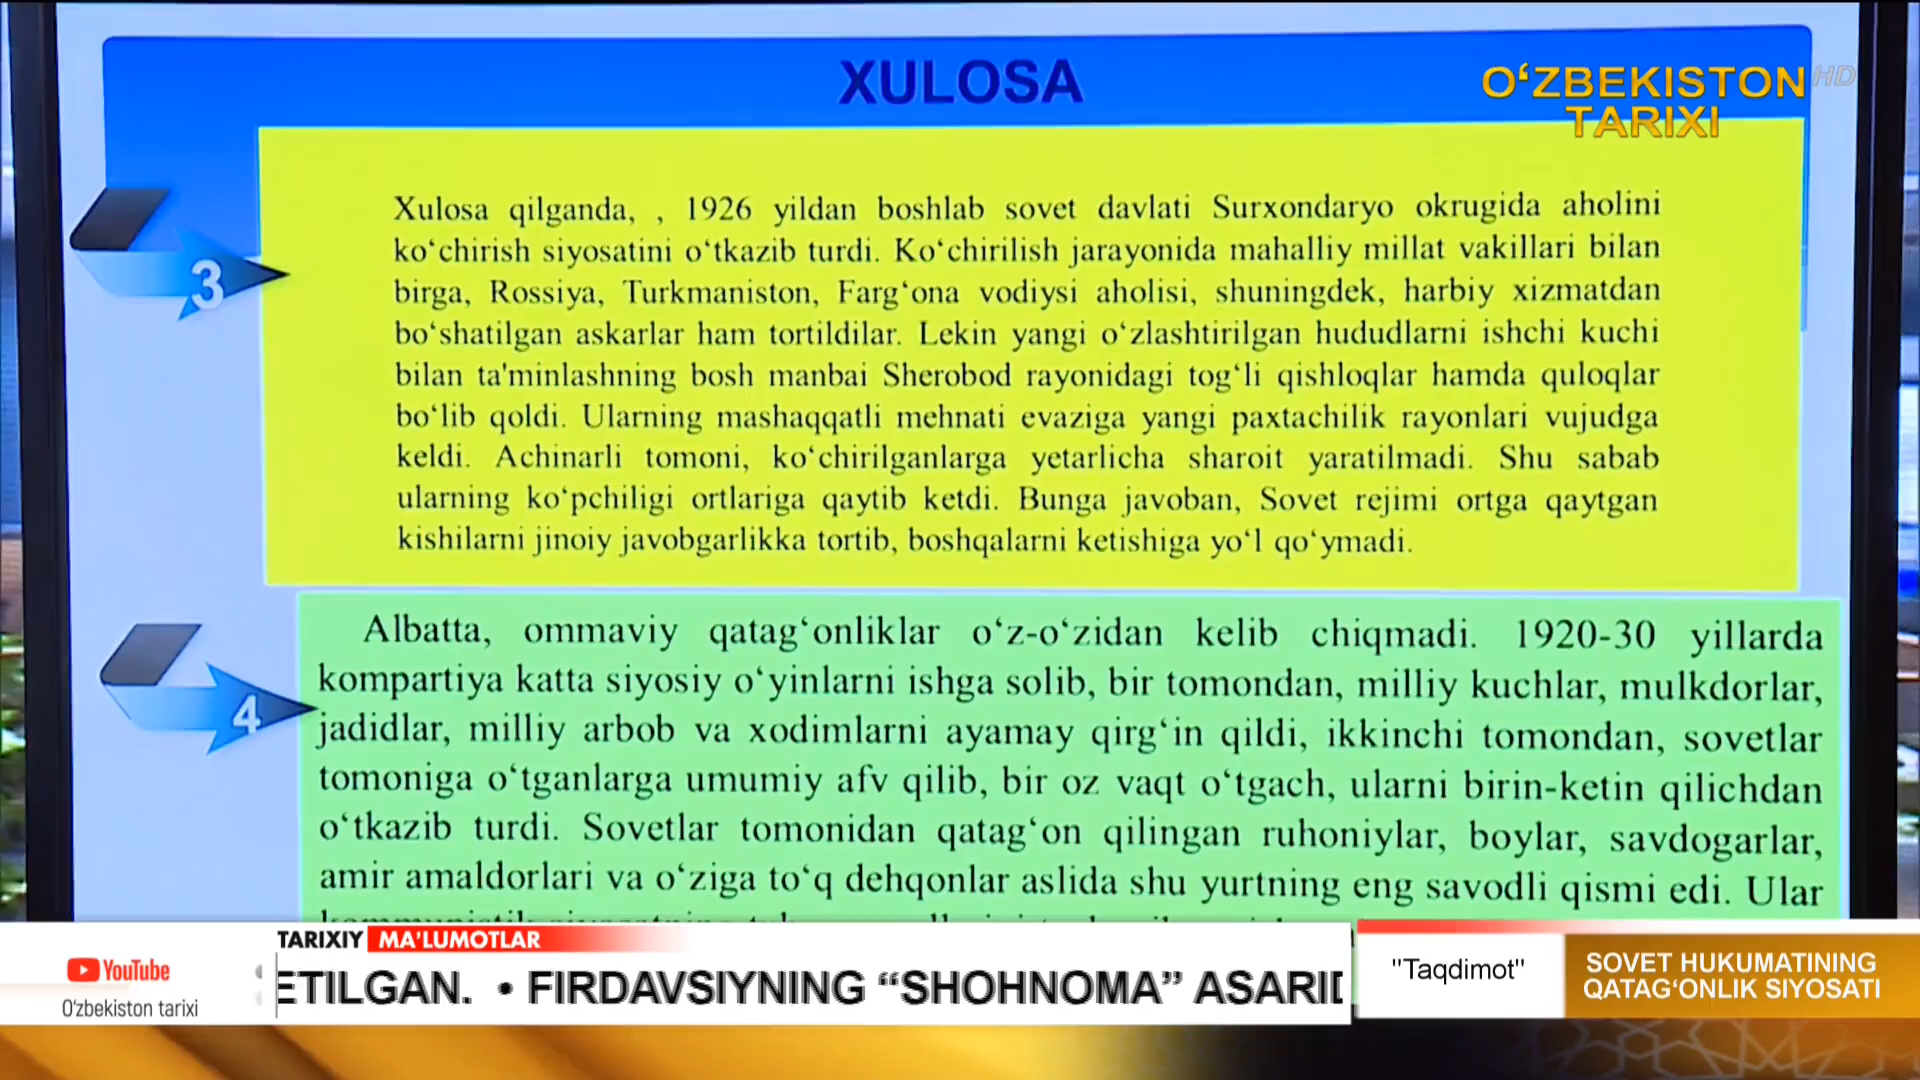 XULOSA
O‘ZBEKISTON HD
TARIXI
3
Xulosa qilganda, , 1926 yildan boshlab sovet davlati Surxondaryo okrugida aholini
ko‘chirish siyosatini o‘tkazib turdi. Ko‘chirilish jarayonida mahalliy millat vakillari bilan
birga, Rossiya, Turkmaniston, Farg‘ona vodiysi aholisi, shuningdek, harbiy xizmatdan
bo‘shatilgan askarlar ham tortildilar. Lekin yangi o‘zlashtirilgan hududlarni ishchi kuchi
bilan ta'minlashning bosh manbai Sherobod rayonidagi tog‘li qishloqlar hamda quloqlar
bo‘lib qoldi. Ularning mashaqqatli mehnati evaziga yangi paxtachilik rayonlari vujudga
keldi. Achinarli tomoni, ko‘chirilganlarga yetarlicha sharoit yaratilmadi. Shu sabab
ularning ko‘pchiligi ortlariga qaytib ketdi. Bunga javoban, Sovet rejimi ortga qaytgan
kishilarni jinoiy javobgarlikka tortib, boshqalarni ketishiga yo‘l qo‘ymadi.
4
Albatta, ommaviy qatag‘onliklar o‘z-o‘zidan kelib chiqmadi. 1920-30 yillarda
kompartiya katta siyosiy o‘yinlarni ishga solib, bir tomondan, milliy kuchlar, mulkdorlar,
jadidlar, milliy arbob va xodimlarni ayamay qirg‘in qildi, ikkinchi tomondan, sovetlar
tomoniga o‘tganlarga umumiy afv qilib, bir oz vaqt o‘tgach, ularni birin-ketin qilichdan
o‘tkazib turdi. Sovetlar tomonidan qatag‘on qilingan ruhoniylar, boylar, savdogarlar,
amir amaldorlari va o‘ziga to‘q dehqonlar aslida shu yurtning eng savodli qismi edi. Ular
TARIXIY MA’LUMOTLAR
YouTube
O‘zbekiston tarixi
ETILGAN. • FIRDAVSIYNING “SHOHNOMA” ASARID
"Taqdimot"
SOVET HUKUMATINING
QATAG‘ONLIK SIYOSATI